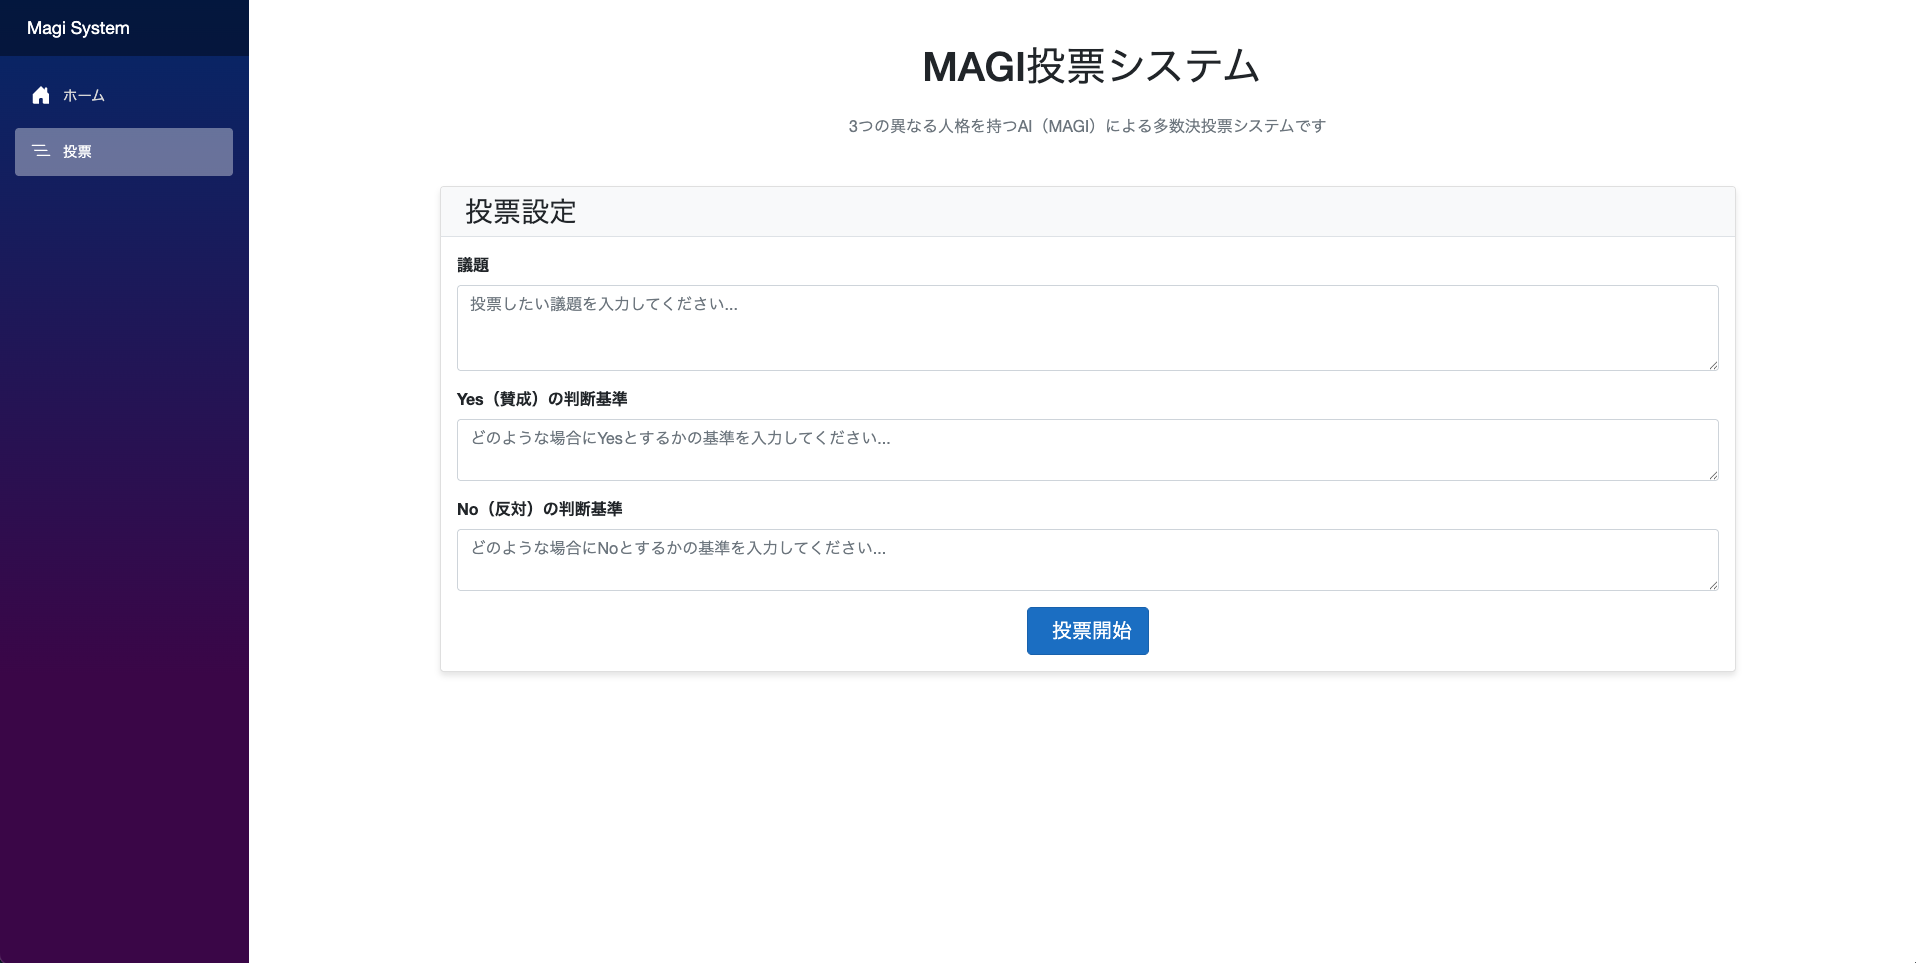 Magi System
ホーム
投票
MAGI投票システム
3つの異なる人格を持つAI（MAGI）による多数決投票システムです
投票設定
議題
投票したい議題を入力してください...
Yes（賛成）の判断基準
どのような場合にYesとするかの基準を入力してください...
No（反対）の判断基準
どのような場合にNoとするかの基準を入力してください...
投票開始